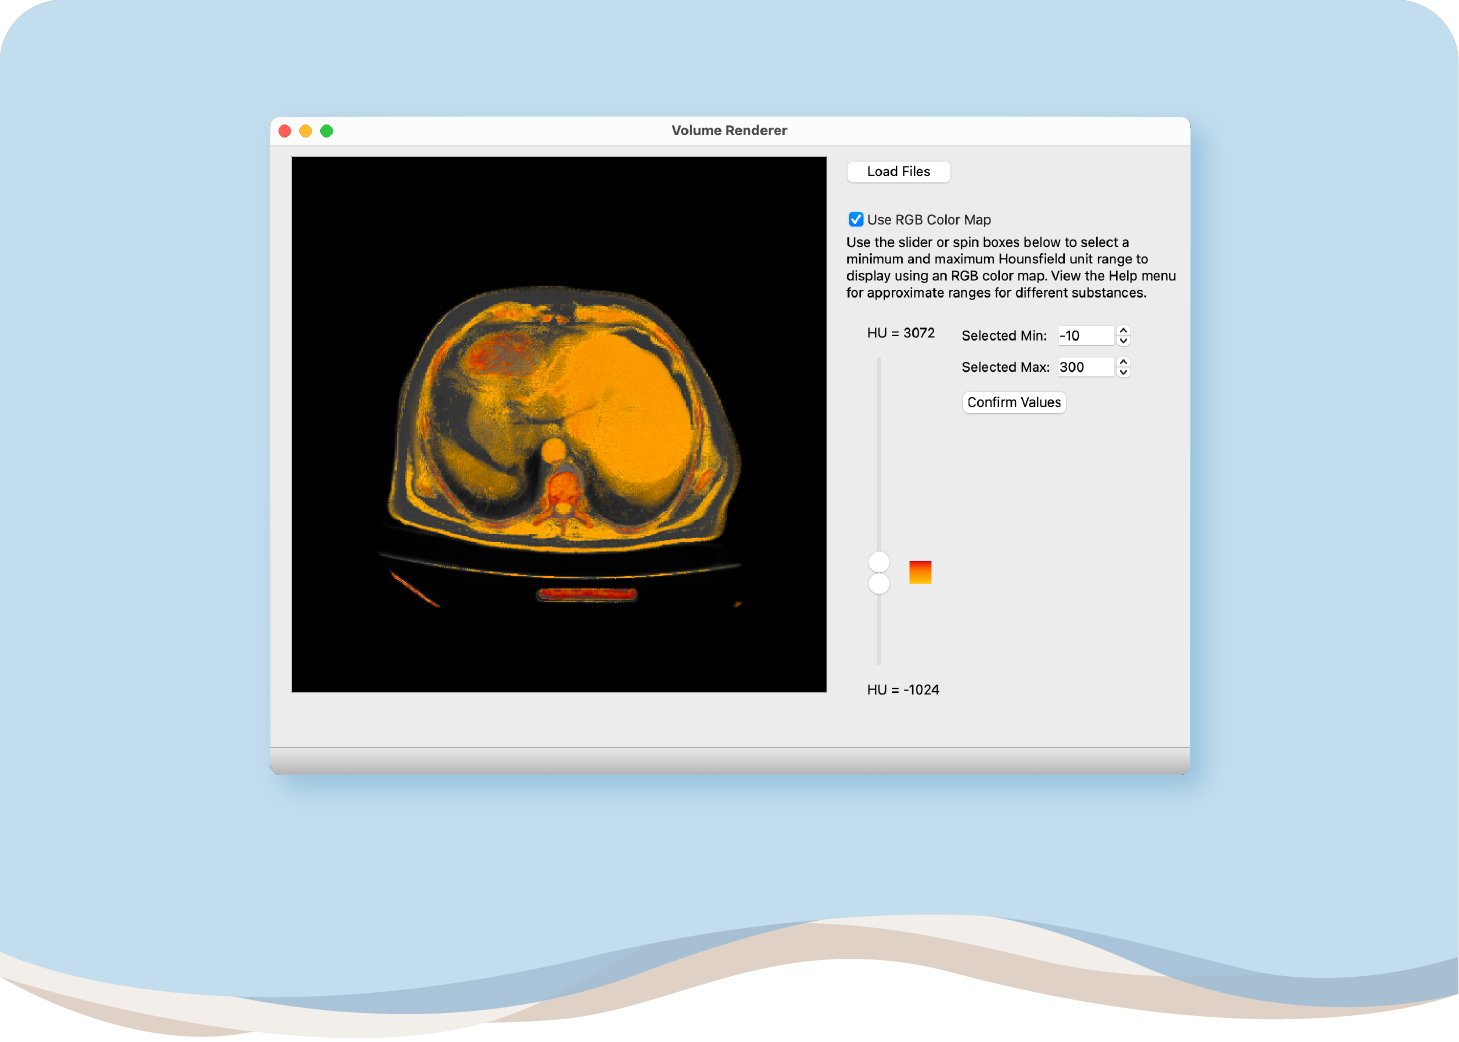 Volume Renderer
Load Files
Use RGB Color Map
Use the slider or spin boxes below to select a
minimum and maximum Hounsfield unit range to
display using an RGB color map. View the Help menu
for approximate ranges for different substances.
HU = 3072
Selected Min: -10
Selected Max: 300
Confirm Values
HU = -1024